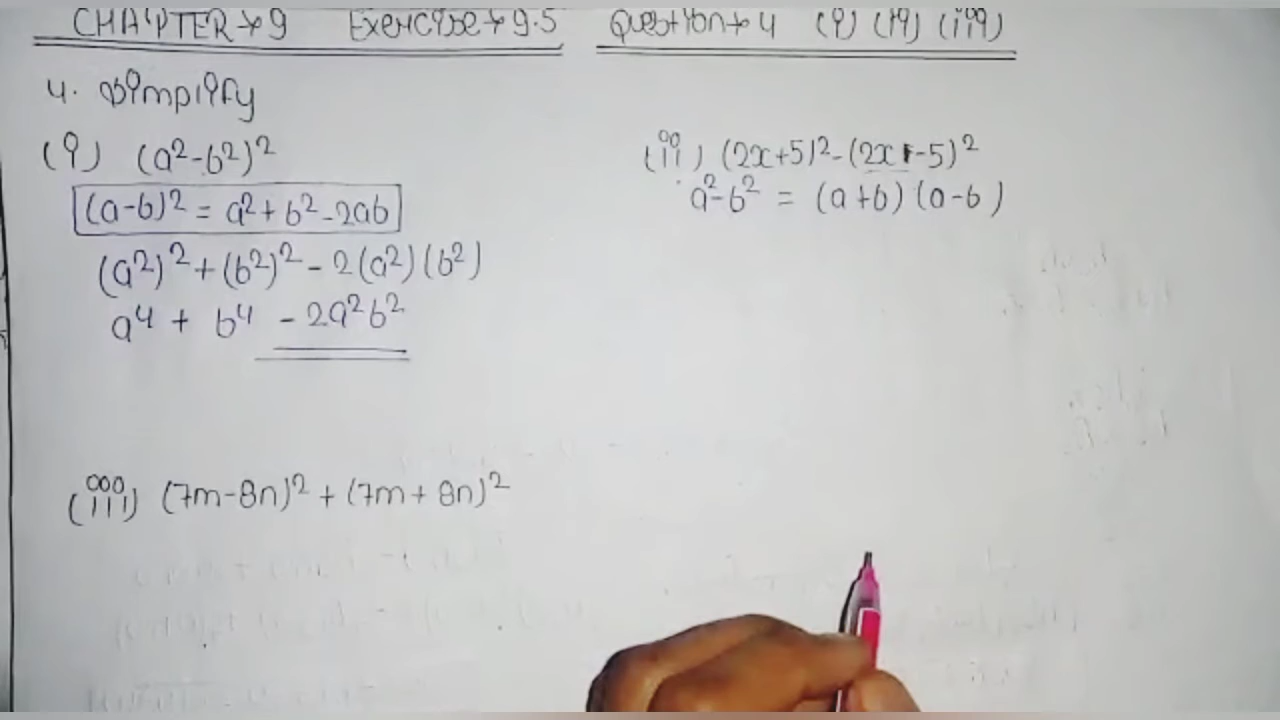 CHAPTER → 9 Exercise → 9.5 Question → 4 (i) (ii) (iii)
4. Simplify
(i) (a²-b²)²
(a-b)² = a² + b² - 2ab
(a²)² + (b²)² - 2(a²)(b²)
a⁴ + b⁴ - 2a²b²
(ii) (2x+5)² - (2x-5)²
a²-b² = (a+b)(a-b)
(iii) (7m-8n)² + (7m+8n)²